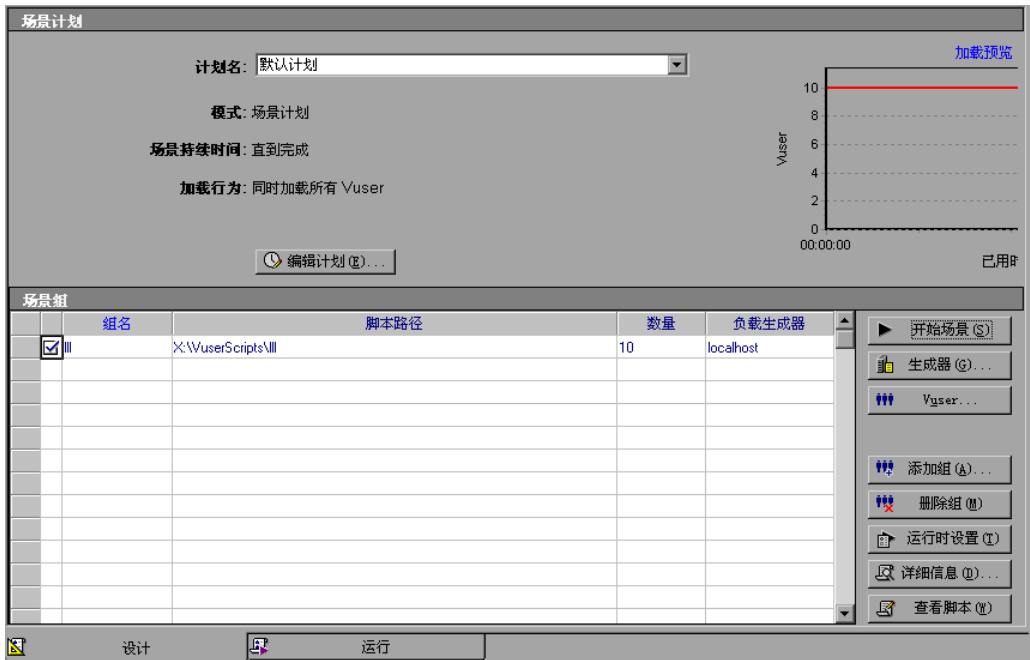 场景计划
计划名: 默认计划
模式: 场景计划
场景持续时间: 直到完成
加载行为: 同时加载所有 Vuser
编辑计划(E)...
加载预览
10
8
6
4
2
0
Vuser
00:00:00
已用时
场景组
组名 脚本路径 数量 负载生成器
lll X:\VuserScripts\lll 10 localhost
开始场景(S)
生成器(G)...
Vuser...
添加组(A)...
删除组(M)
运行时设置(T)
详细信息(D)...
查看脚本(W)
设计 运行